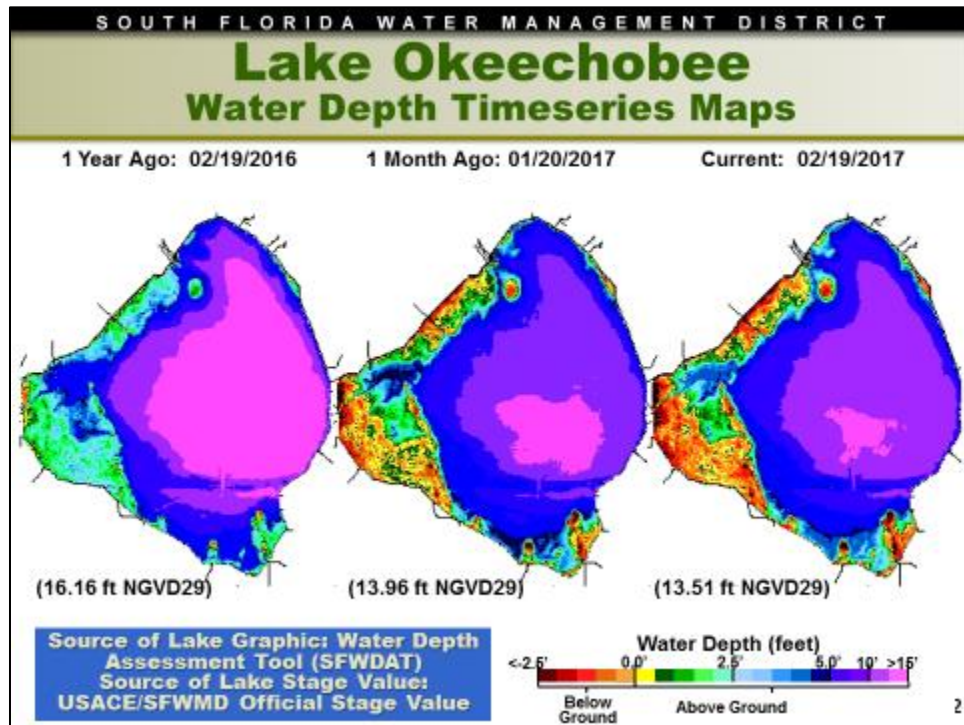 SOUTH FLORIDA WATER MANAGEMENT DISTRICT
Lake Okeechobee
Water Depth Timeseries Maps
1 Year Ago: 02/19/2016
1 Month Ago: 01/20/2017
Current: 02/19/2017
(16.16 ft NGVD29)
(13.96 ft NGVD29)
(13.51 ft NGVD29)
Source of Lake Graphic: Water Depth
Assessment Tool (SFWDAT)
Source of Lake Stage Value:
USACE/SFWMD Official Stage Value
Water Depth (feet)
<-2.5' 0.0' 2.5' 5.0' 10' >15'
Below
Ground
Above Ground
2